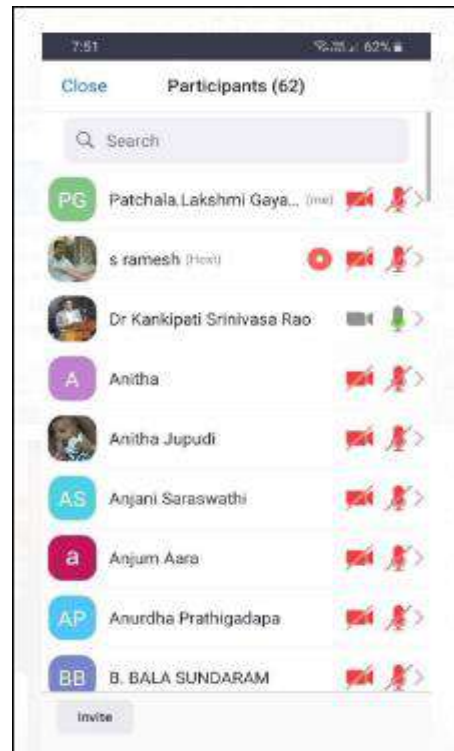 7:51 62%
Close Participants (62)
Search
PG Patchala.Lakshmi Gaya... (me)
s ramesh (Host)
Dr Kankipati Srinivasa Rao
A Anitha
Anitha Jupudi
AS Anjani Saraswathi
a Anjum Aara
AP Anurdha Prathigadapa
BB B. BALA SUNDARAM
Invite